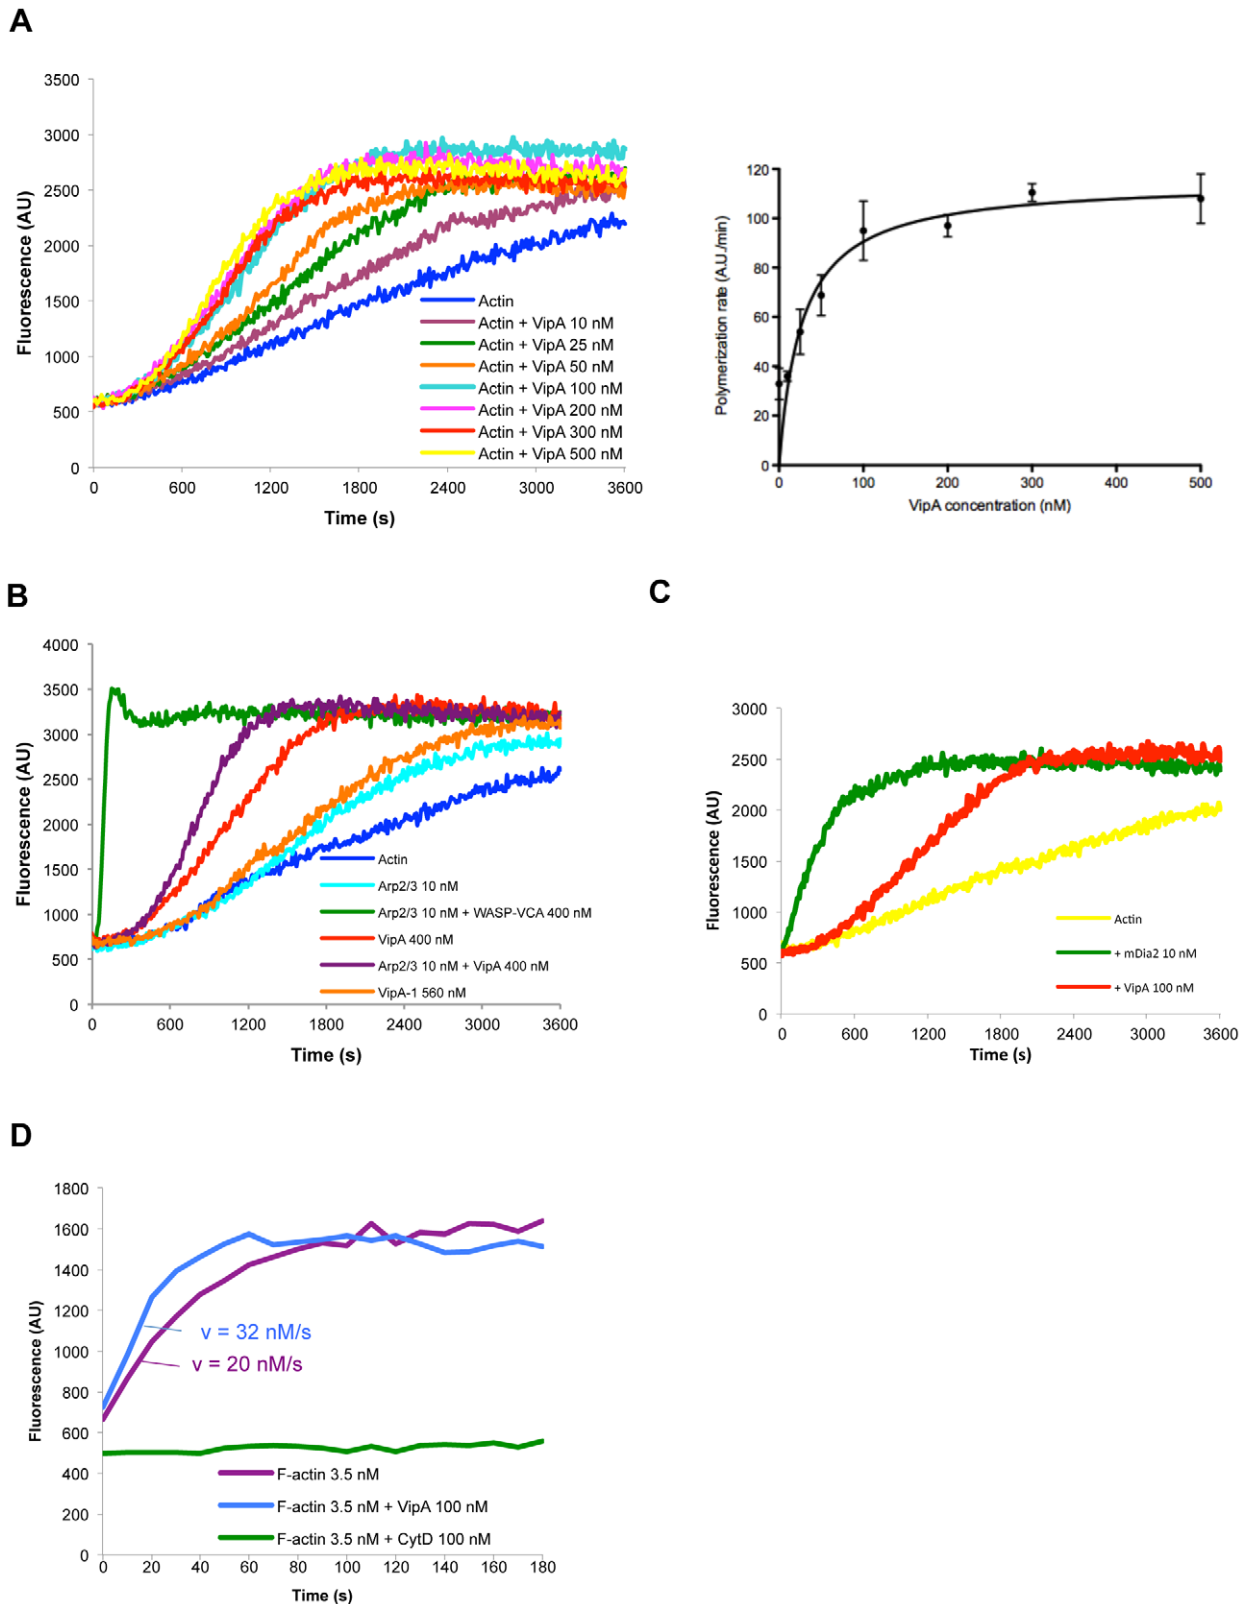 A
3500
3000
2500
2000
1500
1000
500
0
Fluorescence (AU)
Actin
Actin + VipA 10 nM
Actin + VipA 25 nM
Actin + VipA 50 nM
Actin + VipA 100 nM
Actin + VipA 200 nM
Actin + VipA 300 nM
Actin + VipA 500 nM
0 600 1200 1800 2400 3000 3600
Time (s)
120
100
80
60
40
20
0
Polymerization rate (A.U./min)
0 100 200 300 400 500
VipA concentration (nM)
B
4000
3500
3000
2500
2000
1500
1000
500
0
Fluorescence (AU)
Actin
Arp2/3 10 nM
Arp2/3 10 nM + WASP-VCA 400 nM
VipA 400 nM
Arp2/3 10 nM + VipA 400 nM
VipA-1 560 nM
0 600 1200 1800 2400 3000 3600
Time (s)
C
3000
2500
2000
1500
1000
500
0
Fluorescence (AU)
Actin
+ mDia2 10 nM
+ VipA 100 nM
0 600 1200 1800 2400 3000 3600
Time (s)
D
1800
1600
1400
1200
1000
800
600
400
200
0
Fluorescence (AU)
v = 32 nM/s
v = 20 nM/s
F-actin 3.5 nM
F-actin 3.5 nM + VipA 100 nM
F-actin 3.5 nM + CytD 100 nM
0 20 40 60 80 100 120 140 160 180
Time (s)